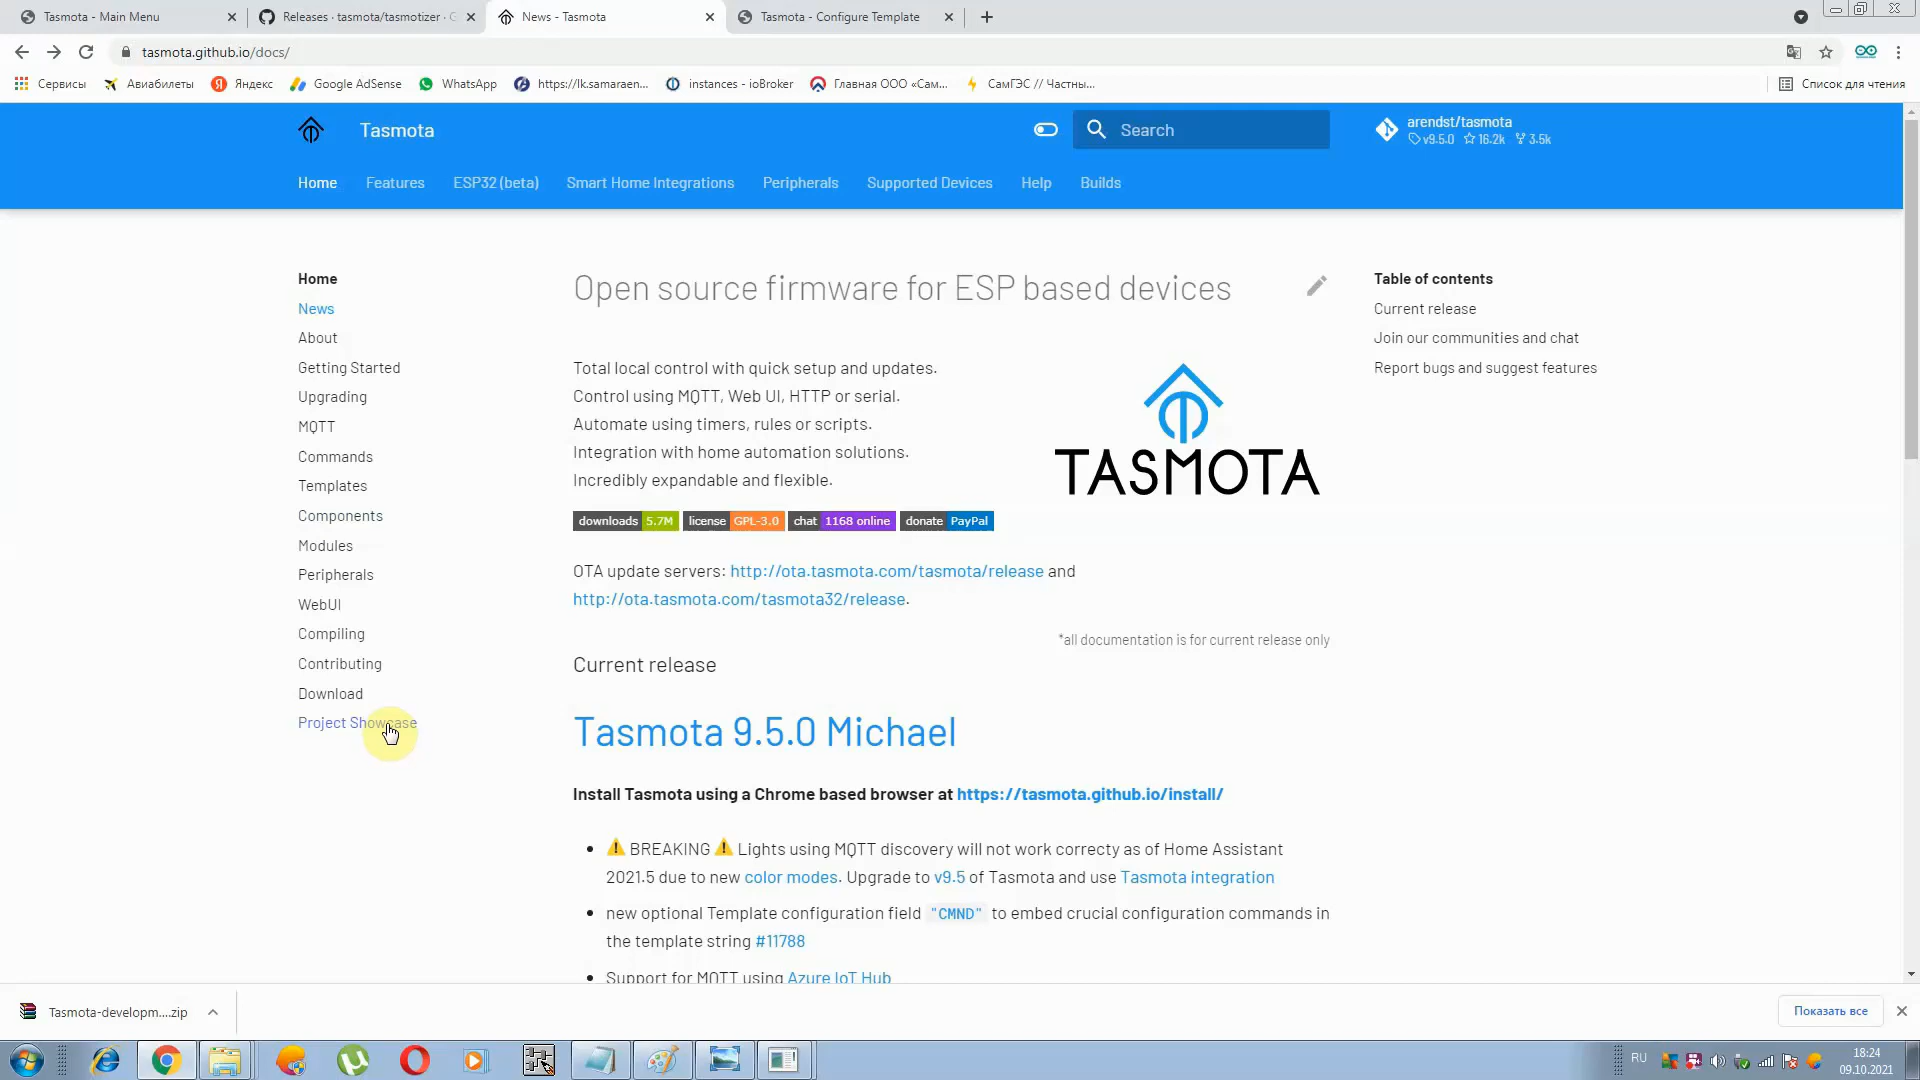 Tasmota - Main Menu
Releases · tasmota/tasmotizer · G
News - Tasmota
Tasmota - Configure Template
tasmota.github.io/docs/
Сервисы Авиабилеты Яндекс Google AdSense WhatsApp https://lk.samaraen... instances - ioBroker Главная ООО «Сам... СамГЭС // Частны... Список для чтения
Tasmota
Search
arendst/tasmota
v9.5.0 16.2k 3.5k
Home Features ESP32 (beta) Smart Home Integrations Peripherals Supported Devices Help Builds
Home
News
About
Getting Started
Upgrading
MQTT
Commands
Templates
Components
Modules
Peripherals
WebUI
Compiling
Contributing
Download
Project Showcase
Open source firmware for ESP based devices
Total local control with quick setup and updates.
Control using MQTT, Web UI, HTTP or serial.
Automate using timers, rules or scripts.
Integration with home automation solutions.
Incredibly expandable and flexible.
TASMOTA
downloads 5.7M license GPL-3.0 chat 1168 online donate PayPal
OTA update servers: http://ota.tasmota.com/tasmota/release and
http://ota.tasmota.com/tasmota32/release.
*all documentation is for current release only
Current release
Tasmota 9.5.0 Michael
Install Tasmota using a Chrome based browser at https://tasmota.github.io/install/
• ⚠ BREAKING ⚠ Lights using MQTT discovery will not work correcty as of Home Assistant
2021.5 due to new color modes. Upgrade to v9.5 of Tasmota and use Tasmota integration
• new optional Template configuration field "CMND" to embed crucial configuration commands in
the template string #11788
• Support for MQTT using Azure IoT Hub
Table of contents
Current release
Join our communities and chat
Report bugs and suggest features
Tasmota-developm....zip
Показать все
RU
18:24
09.10.2021